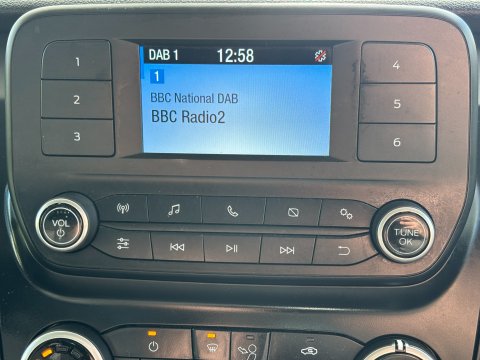 DAB 1 12:58
1
BBC National DAB
BBC Radio2
1
2
3
4
5
6
VOL
TUNE
OK